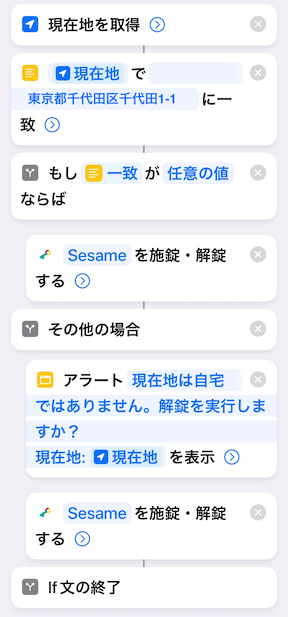 現在地を取得
現在地 で
東京都千代田区千代田1-1 に一
致
もし 一致 が 任意の値
ならば
Sesame を施錠・解錠
する
その他の場合
アラート 現在地は自宅
ではありません。解錠を実行しま
すか？
現在地: 現在地 を表示
Sesame を施錠・解錠
する
If文の終了